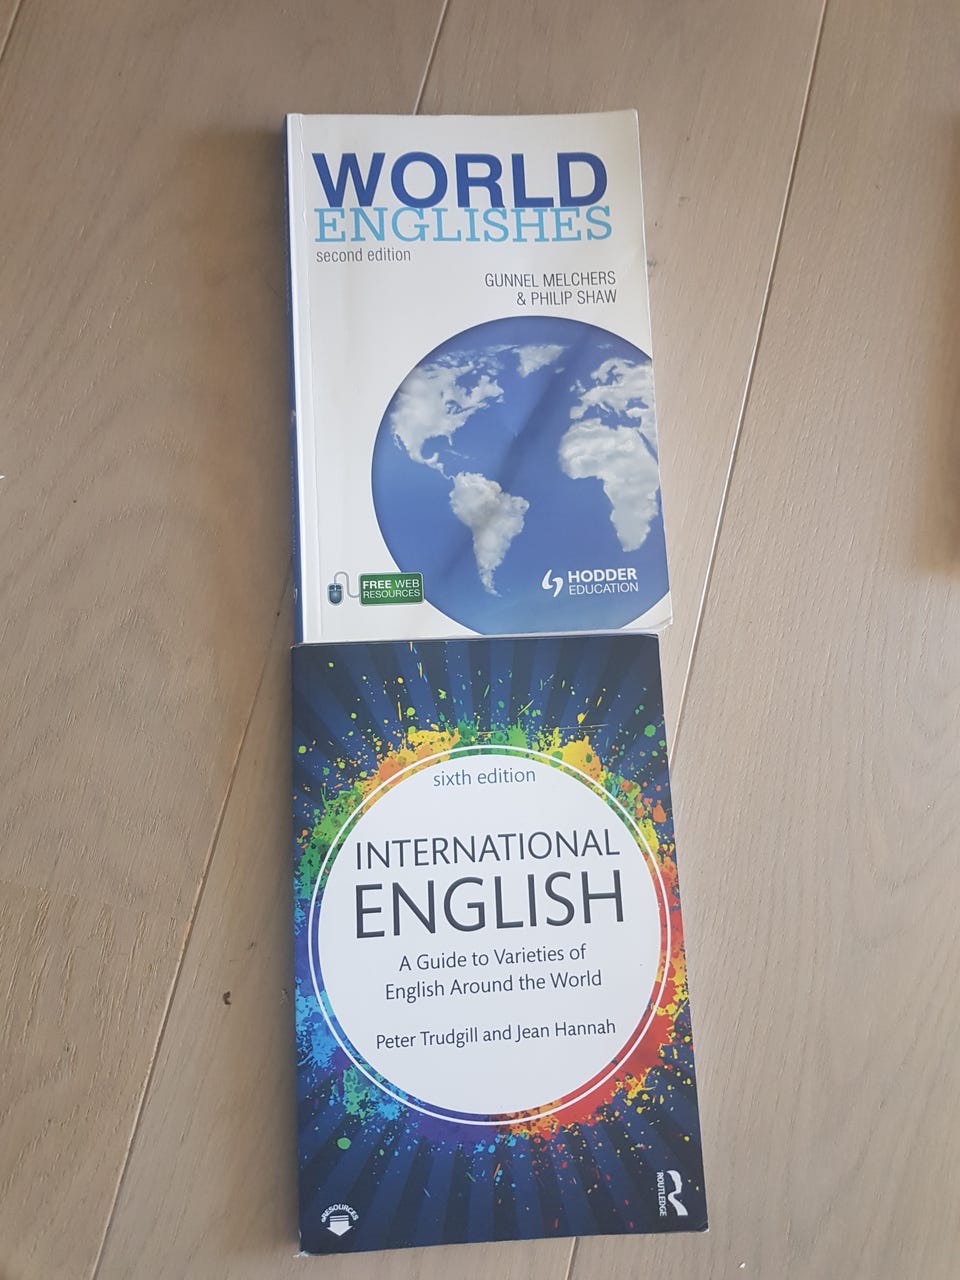 WORLD
ENGLISHES
second edition
GUNNEL MELCHERS
& PHILIP SHAW
FREE WEB
RESOURCES
HODDER
EDUCATION
sixth edition
INTERNATIONAL
ENGLISH
A Guide to Varieties of
English Around the World
Peter Trudgill and Jean Hannah
eRESOURCES
ROUTLEDGE